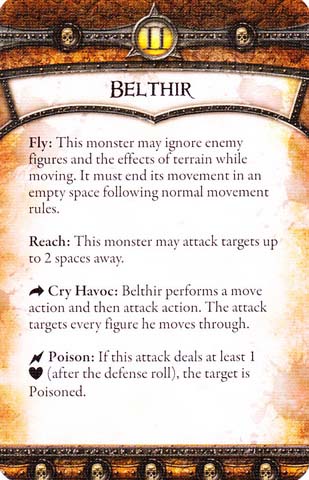 II
BELTHIR
Fly: This monster may ignore enemy
figures and the effects of terrain while
moving. It must end its movement in an
empty space following normal movement
rules.
Reach: This monster may attack targets up
to 2 spaces away.
Cry Havoc: Belthir performs a move
action and then attack action. The attack
targets every figure he moves through.
Poison: If this attack deals at least 1
(after the defense roll), the target is
Poisoned.